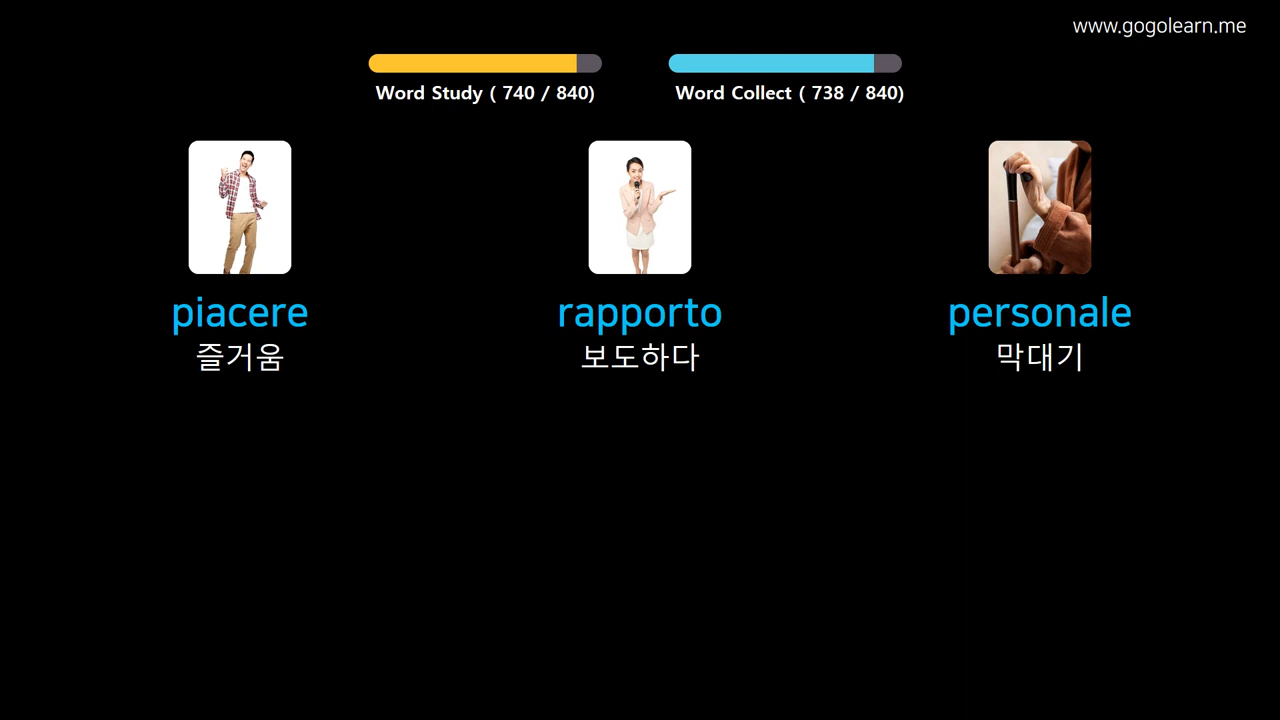 www.gogolearn.me
Word Study ( 740 / 840)
Word Collect ( 738 / 840)
piacere
즐거움
rapporto
보도하다
personale
막대기